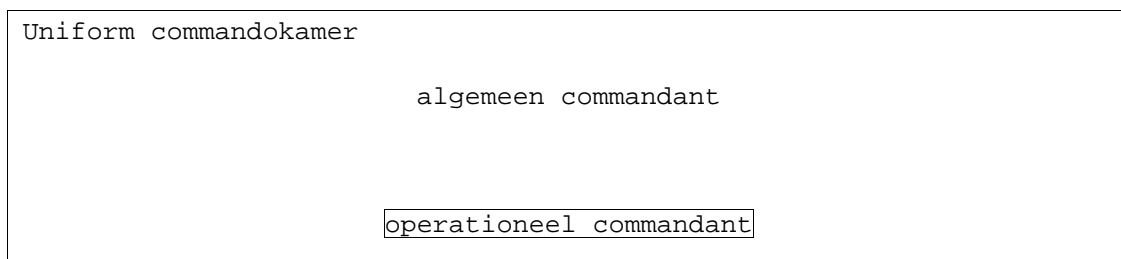 Uniform commandokamer
algemeen commandant
operationeel commandant